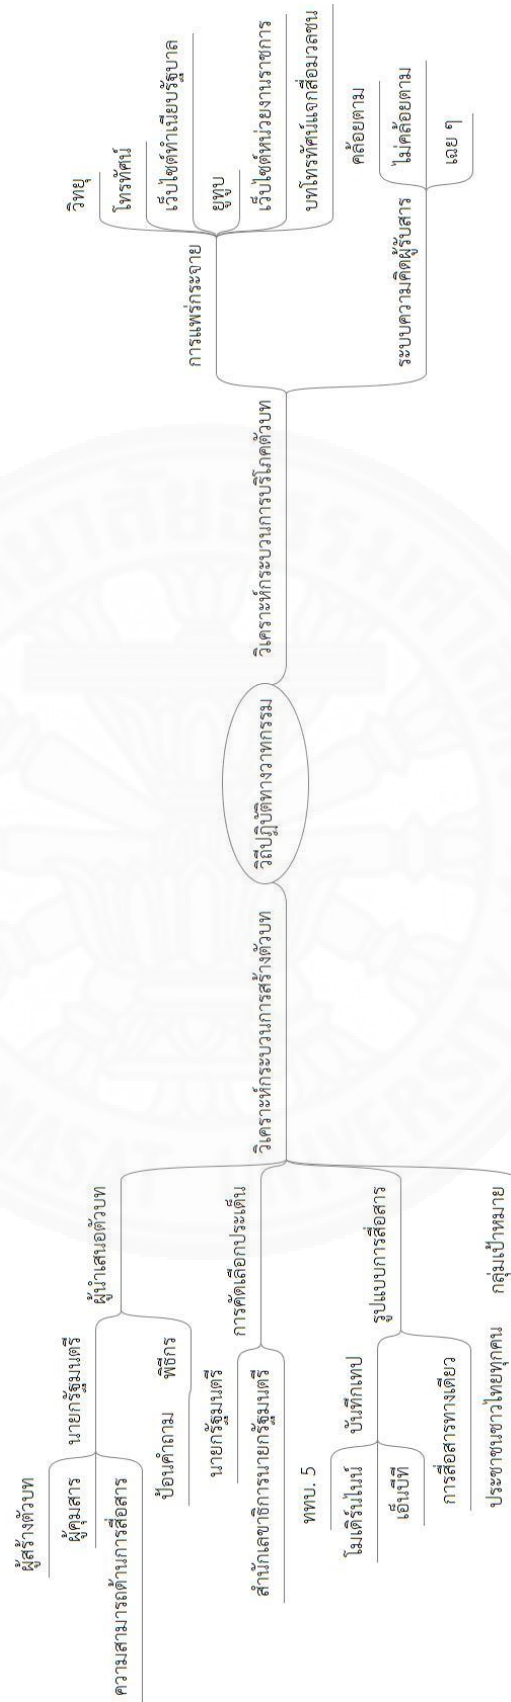 ผู้สร้างตัวบท
ผู้คุมสาร
ความสามารถด้านการสื่อสาร
นายกรัฐมนตรี
ป้อนคำถาม
พิธีกร
ผู้นำเสนอตัวบท
นายกรัฐมนตรี
สำนักเลขาธิการนายกรัฐมนตรี
การคัดเลือกประเด็น
ททบ. 5
โมเดิร์นไนน์
เอ็นบีที
บันทึกเทป
การสื่อสารทางเดียว
รูปแบบการสื่อสาร
ประชาชนชาวไทยทุกคน
กลุ่มเป้าหมาย
วิเคราะห์กระบวนการสร้างตัวบท
วิถีปฏิบัติทางวาทกรรม
วิเคราะห์กระบวนการบริโภคตัวบท
การแพร่กระจาย
วิทยุ
โทรทัศน์
เว็บไซต์ทำเนียบรัฐบาล
ยูทูบ
เว็บไซต์หน่วยงานราชการ
บทโทรทัศน์แจกสื่อมวลชน
ระบบความคิดผู้รับสาร
คล้อยตาม
ไม่คล้อยตาม
เฉย ๆ